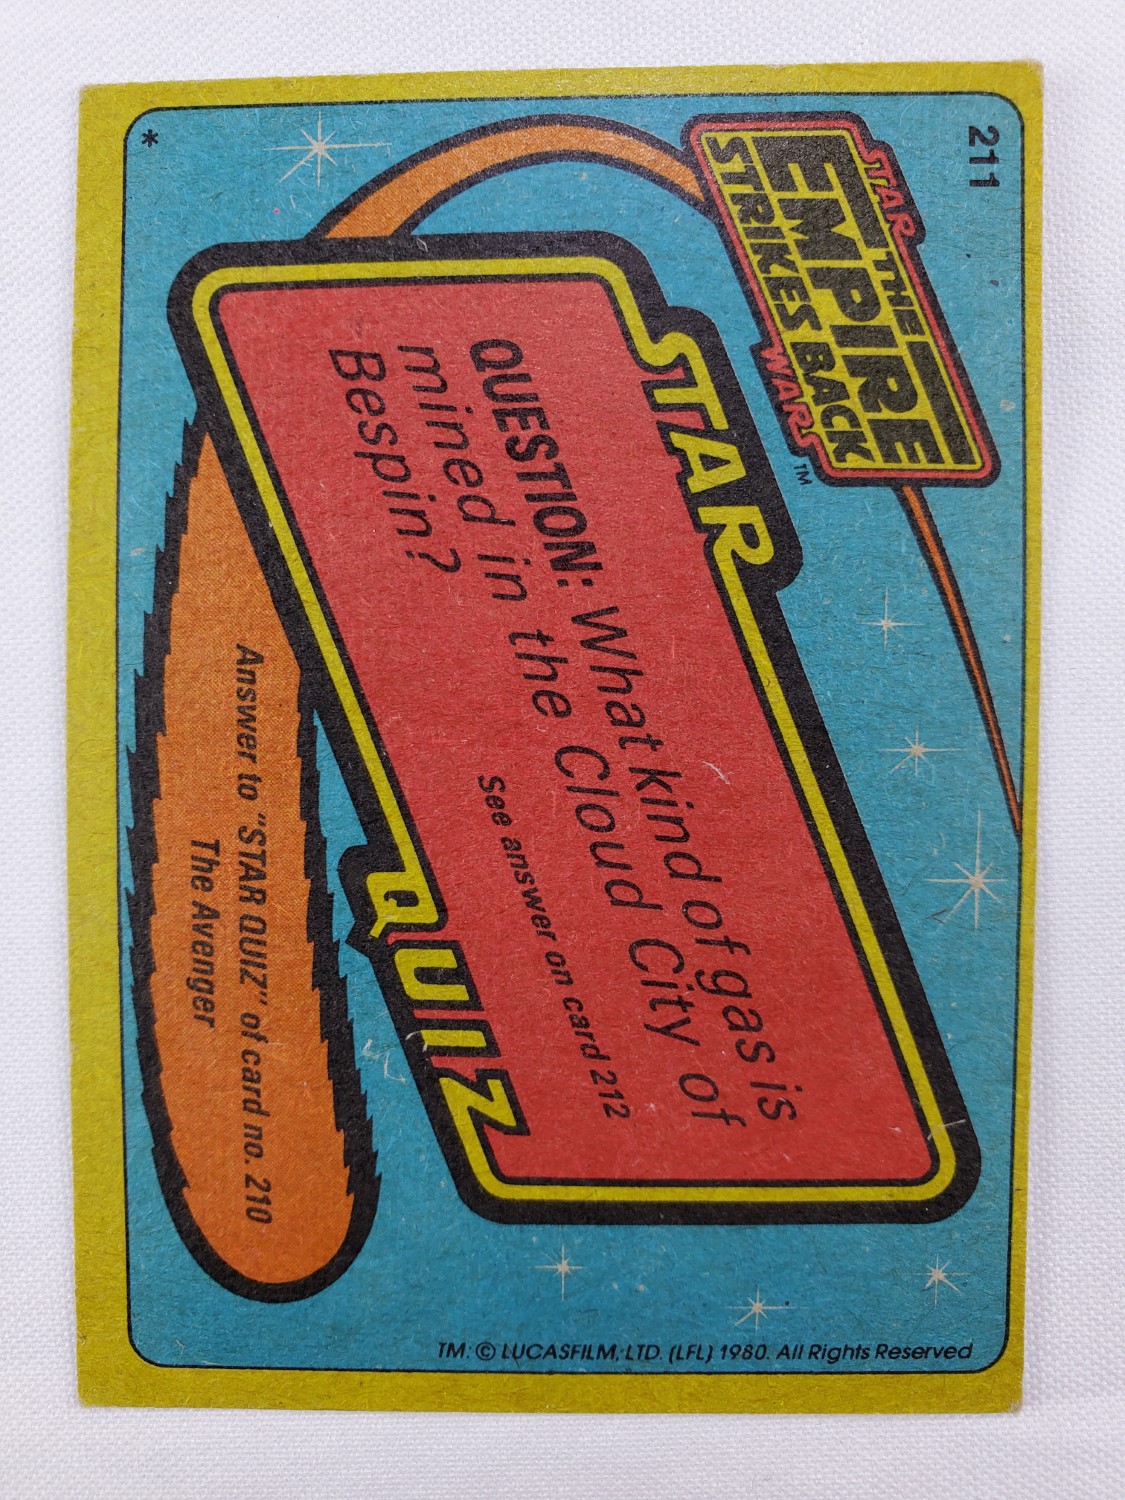 211
STAR
THE
EMPIRE
STRIKES BACK
WARS
TM
STAR
QUESTION: What kind of gas is
mined in the Cloud City of
Bespin?
See answer on card 212
QUIZ
Answer to "STAR QUIZ" of card no. 210
The Avenger
*
TM: © LUCASFILM, LTD. (LFL) 1980. All Rights Reserved